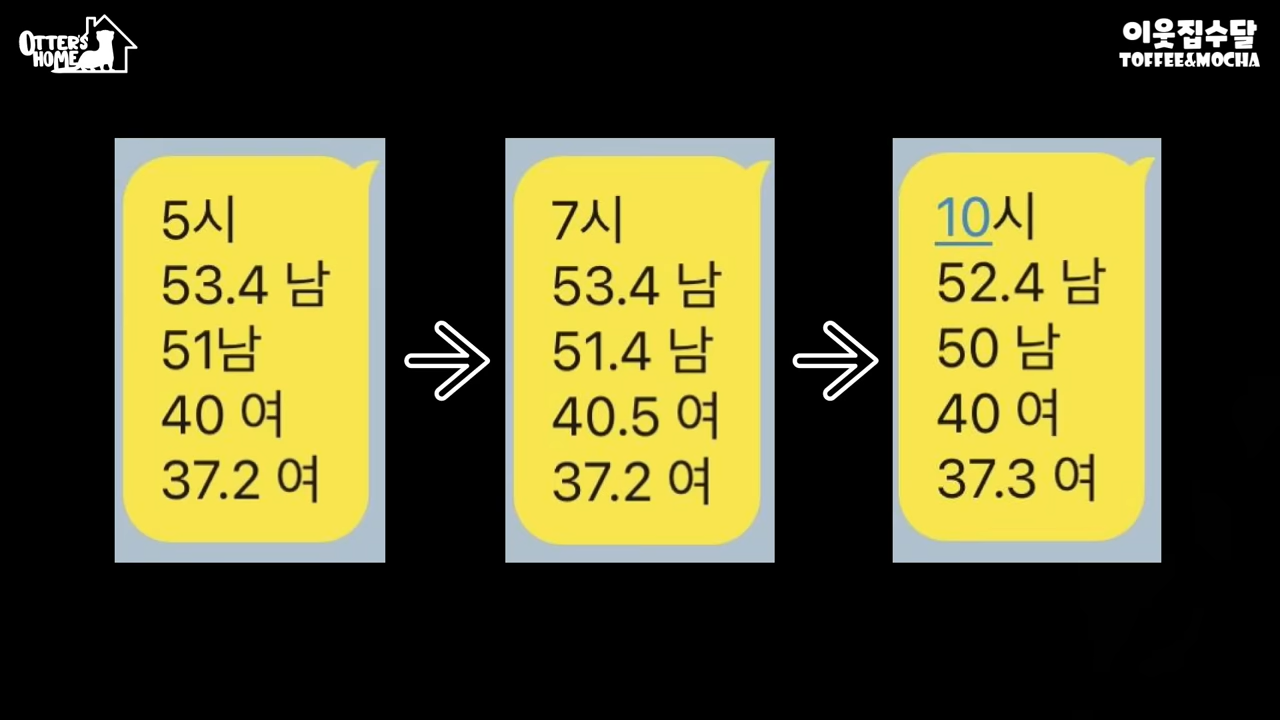 OTTER'S
HOME
이웃집수달
TOFFEE&MOCHA
5시
53.4 남
51남
40 여
37.2 여
7시
53.4 남
51.4 남
40.5 여
37.2 여
10시
52.4 남
50 남
40 여
37.3 여